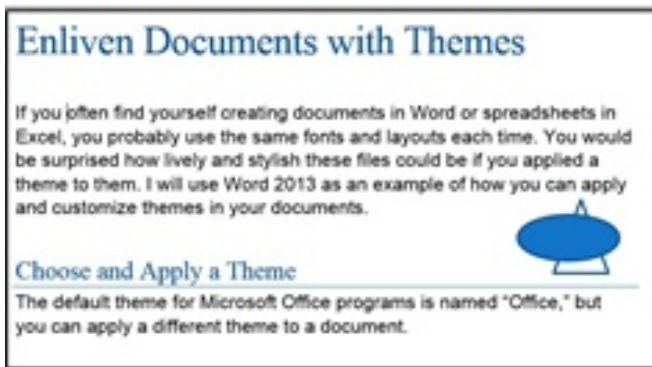 Enliven Documents with Themes
If you often find yourself creating documents in Word or spreadsheets in
Excel, you probably use the same fonts and layouts each time. You would
be surprised how lively and stylish these files could be if you applied a
theme to them. I will use Word 2013 as an example of how you can apply
and customize themes in your documents.
Choose and Apply a Theme
The default theme for Microsoft Office programs is named "Office," but
you can apply a different theme to a document.